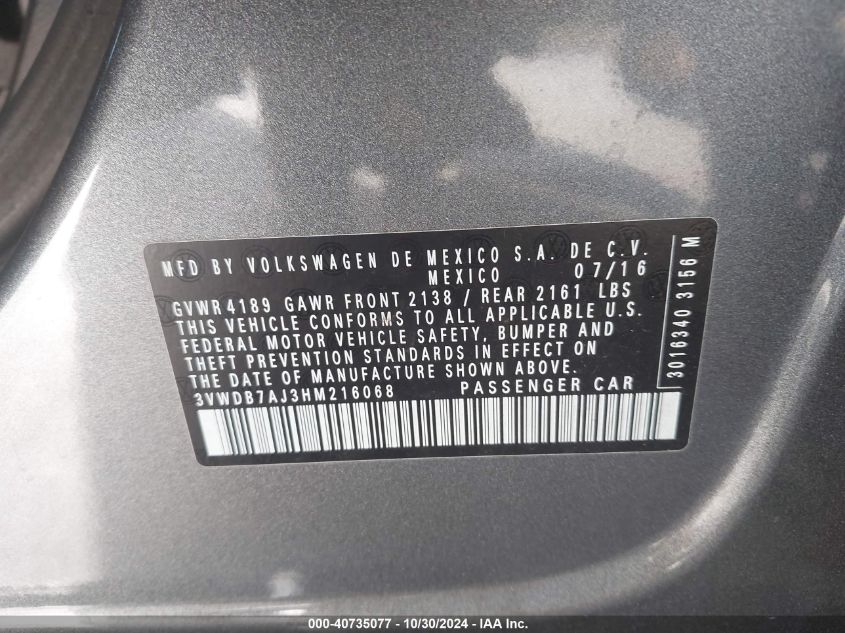 MFD BY VOLKSWAGEN DE MEXICO S.A. DE C.V.
MEXICO 07/16
GVWR 4189 GAWR FRONT 2138 / REAR 2161 LBS
THIS VEHICLE CONFORMS TO ALL APPLICABLE U.S.
FEDERAL MOTOR VEHICLE SAFETY, BUMPER AND
THEFT PREVENTION STANDARDS IN EFFECT ON
THE DATE OF MANUFACTURE SHOWN ABOVE.
3VWDB7AJ3HM216068 PASSENGER CAR
3016340 3156 M
000-40735077 - 10/30/2024 - IAA Inc.